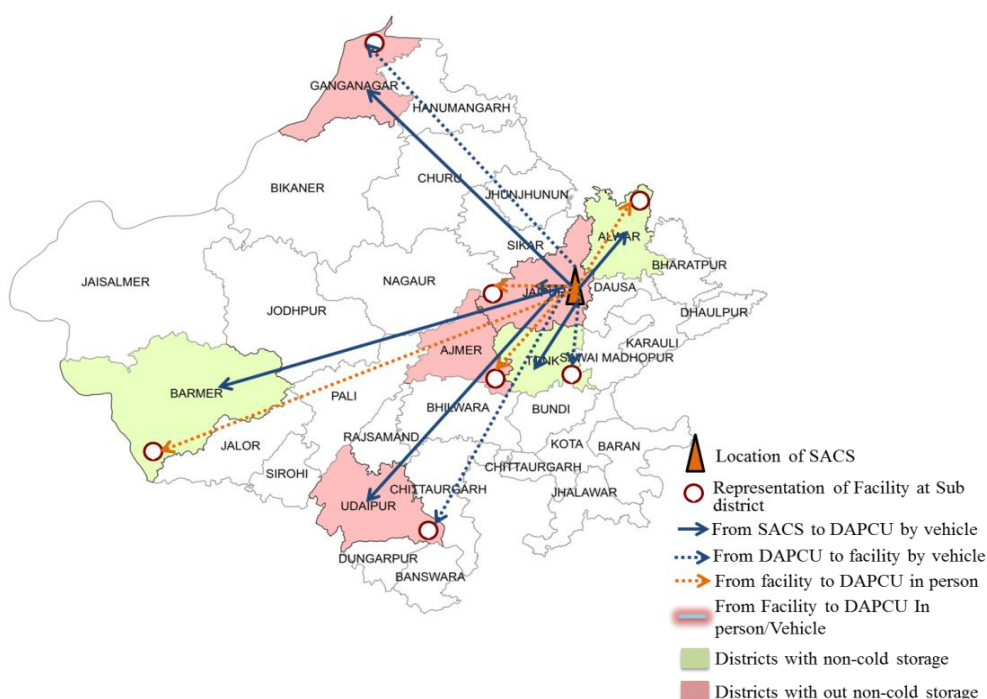 GANGANAGAR
HANUMANGARH
BIKANER
CHURU
JHUNJHUNUN
SIKAR
ALWAR
BHARATPUR
JAISALMER
NAGAUR
DAUSA
JODHPUR
DHAULPUR
KARAULI
AJMER
TONK
SAWAI MADHOPUR
BARMER
PALI
BHILWARA
BUNDI
JALOR
RAJSAMAND
KOTA
BARAN
SIROHI
CHITTAURGARH
CHITTAURGARH
JHALAWAR
UDAIPUR
DUNGARPUR
BANSWARA
Location of SACS
Representation of Facility at Sub
district
From SACS to DAPCU by vehicle
From DAPCU to facility by vehicle
From facility to DAPCU in person
From Facility to DAPCU In
person/Vehicle
Districts with non-cold storage
Districts with out non-cold storage